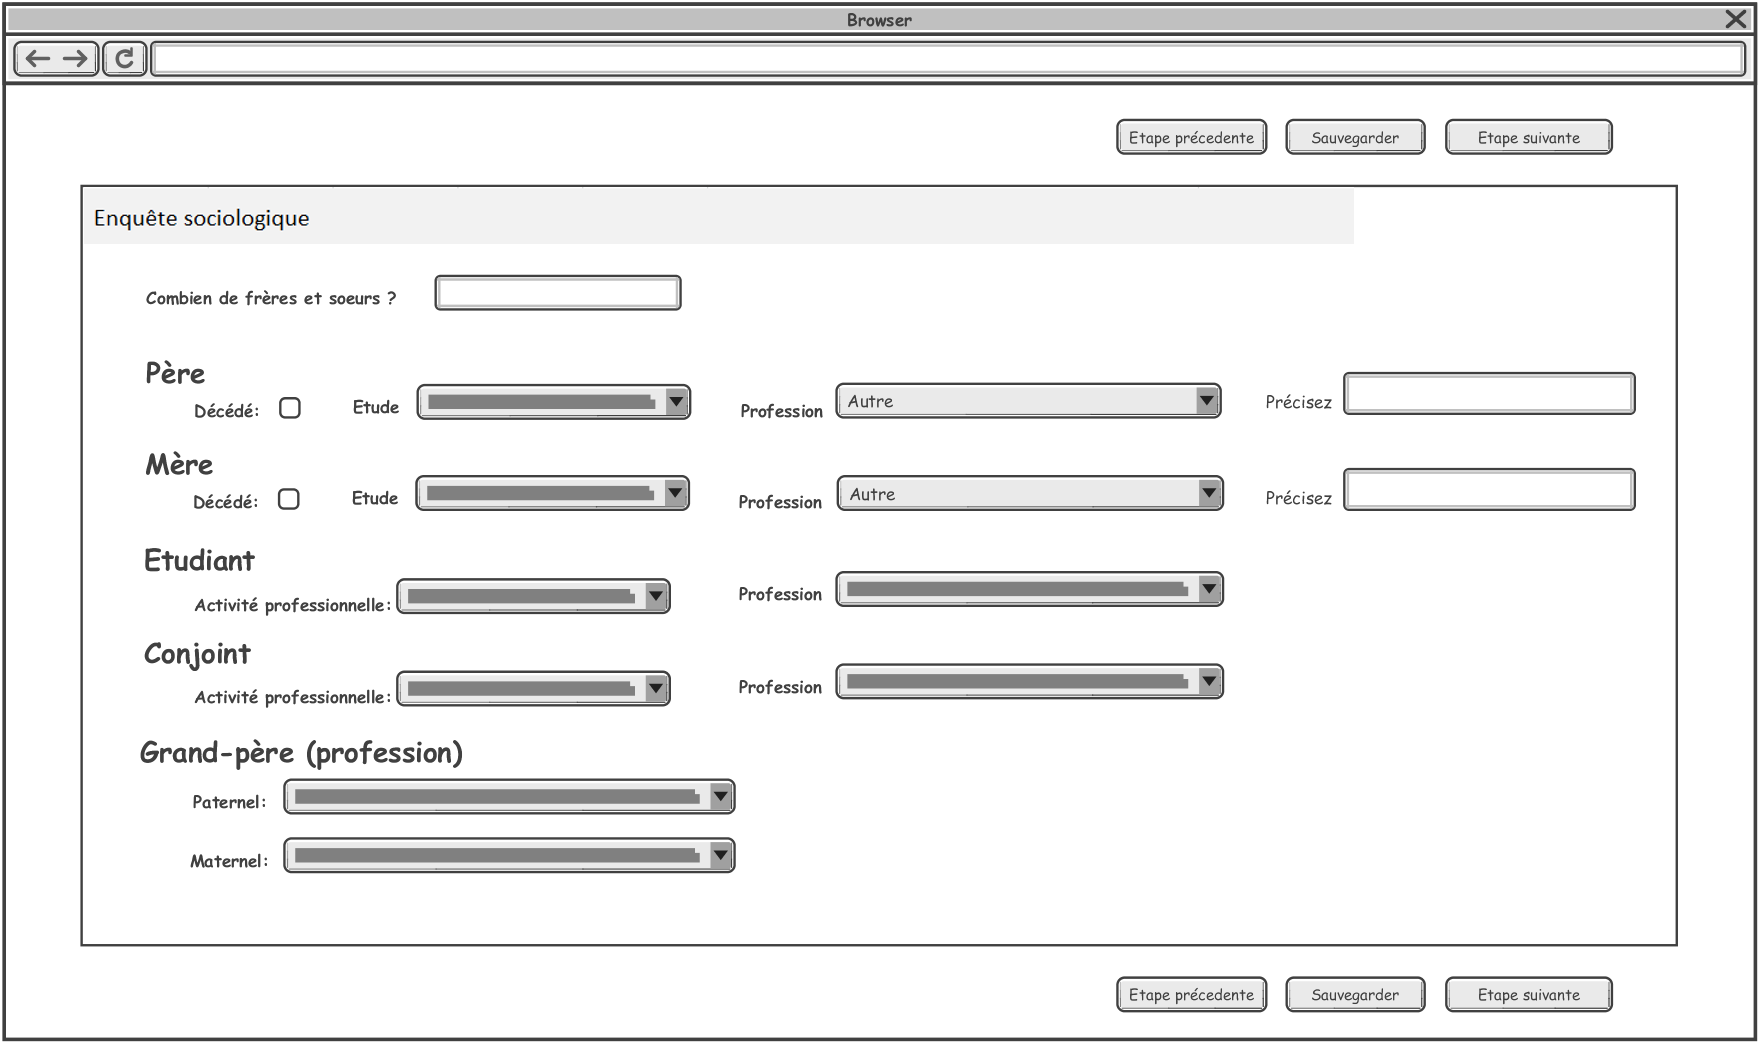 Browser
Etape précedente Sauvegarder Etape suivante
Enquête sociologique
Combien de frères et soeurs ?
Père
Décédé: Etude Profession Autre Précisez
Mère
Décédé: Etude Profession Autre Précisez
Etudiant
Activité professionnelle: Profession
Conjoint
Activité professionnelle: Profession
Grand-père (profession)
Paternel:
Maternel:
Etape précedente Sauvegarder Etape suivante